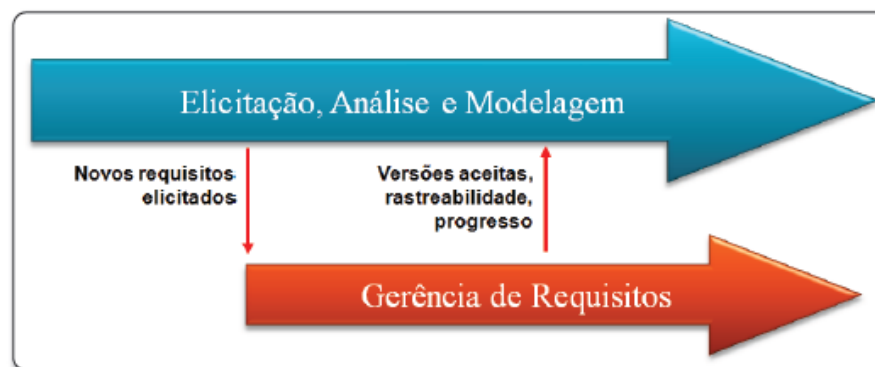 Elicitação, Análise e Modelagem
Novos requisitos
elicitados
Versões aceitas,
rastreabilidade,
progresso
Gerência de Requisitos